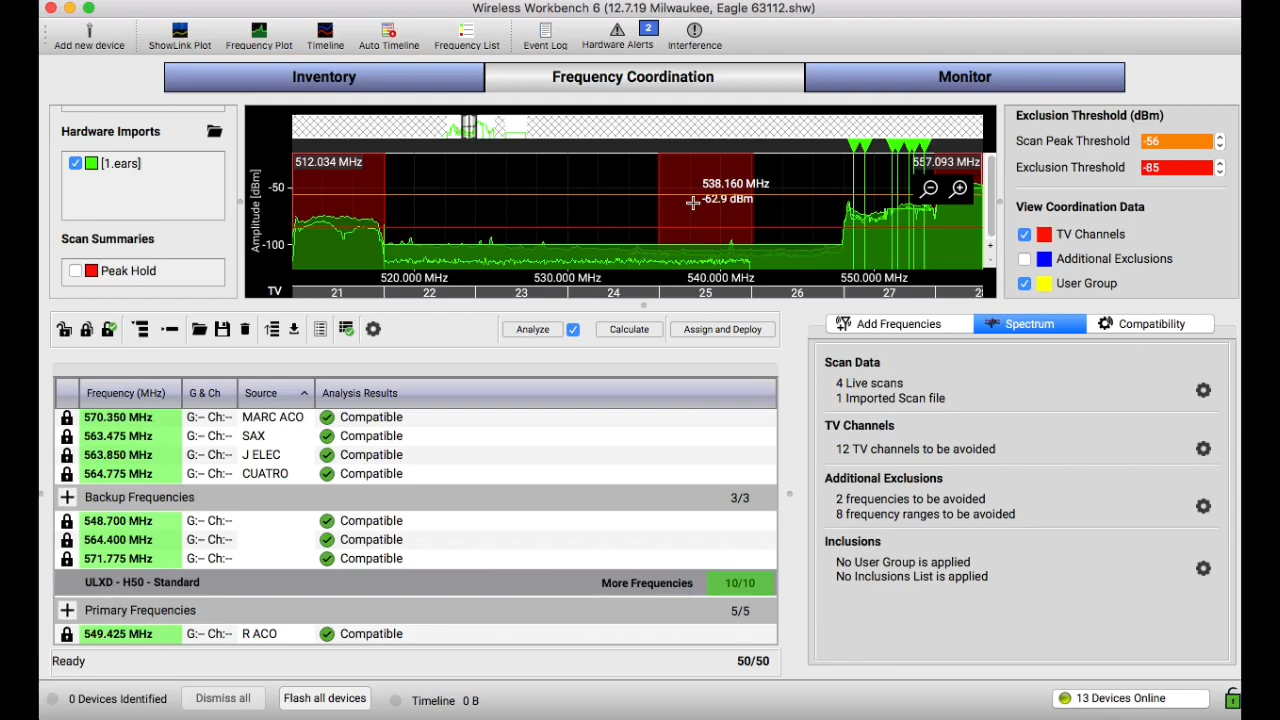 Wireless Workbench 6 (12.7.19 Milwaukee, Eagle 63112.shw)
Add new device
ShowLink Plot
Frequency Plot
Timeline
Auto Timeline
Frequency List
Event Log
2
Hardware Alerts
Interference
Inventory
Frequency Coordination
Monitor
Hardware Imports
[1.ears]
Scan Summaries
Peak Hold
Amplitude [dBm]
-50
-100
512.034 MHz
557.093 MHz
538.160 MHz
-62.9 dBm
+
-
520.000 MHz
530.000 MHz
540.000 MHz
550.000 MHz
TV
21
22
23
24
25
26
27
Exclusion Threshold (dBm)
Scan Peak Threshold
-56
Exclusion Threshold
-85
View Coordination Data
TV Channels
Additional Exclusions
User Group
Analyze
Calculate
Assign and Deploy
Frequency (MHz)
G & Ch
Source
Analysis Results
570.350 MHz G:-- Ch:-- MARC ACO Compatible
563.475 MHz G:-- Ch:-- SAX Compatible
563.850 MHz G:-- Ch:-- J ELEC Compatible
564.775 MHz G:-- Ch:-- CUATRO Compatible
+ Backup Frequencies 3/3
548.700 MHz G:-- Ch:-- Compatible
564.400 MHz G:-- Ch:-- Compatible
571.775 MHz G:-- Ch:-- Compatible
ULXD - H50 - Standard More Frequencies 10/10
+ Primary Frequencies 5/5
549.425 MHz G:-- Ch:-- R ACO Compatible
Ready
50/50
Add Frequencies
Spectrum
Compatibility
Scan Data
4 Live scans
1 Imported Scan file
TV Channels
12 TV channels to be avoided
Additional Exclusions
2 frequencies to be avoided
8 frequency ranges to be avoided
Inclusions
No User Group is applied
No Inclusions List is applied
0 Devices Identified
Dismiss all
Flash all devices
Timeline 0 B
13 Devices Online